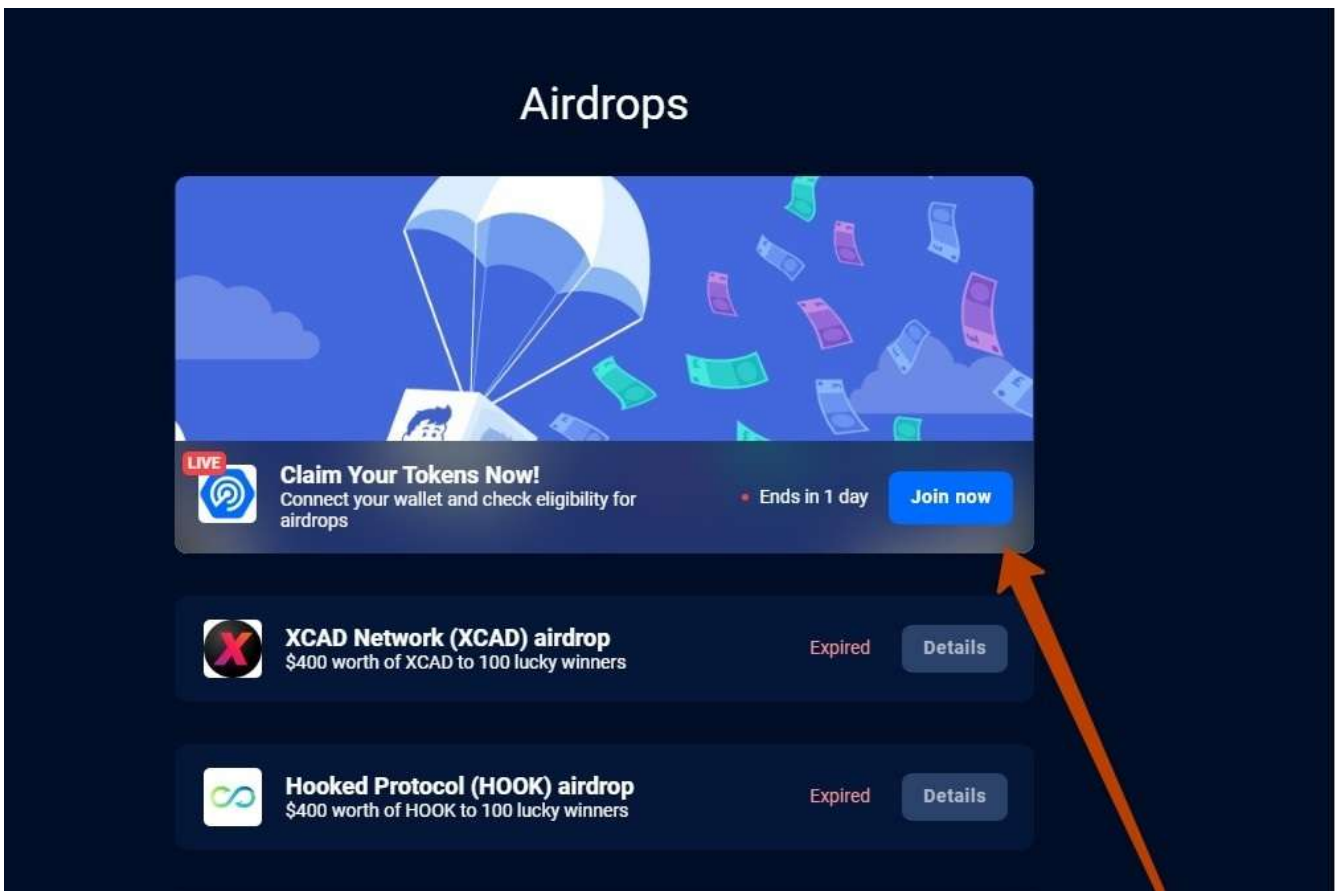 Airdrops
LIVE
Claim Your Tokens Now!
Connect your wallet and check eligibility for
airdrops
Ends in 1 day
Join now
XCAD Network (XCAD) airdrop
$400 worth of XCAD to 100 lucky winners
Expired
Details
Hooked Protocol (HOOK) airdrop
$400 worth of HOOK to 100 lucky winners
Expired
Details